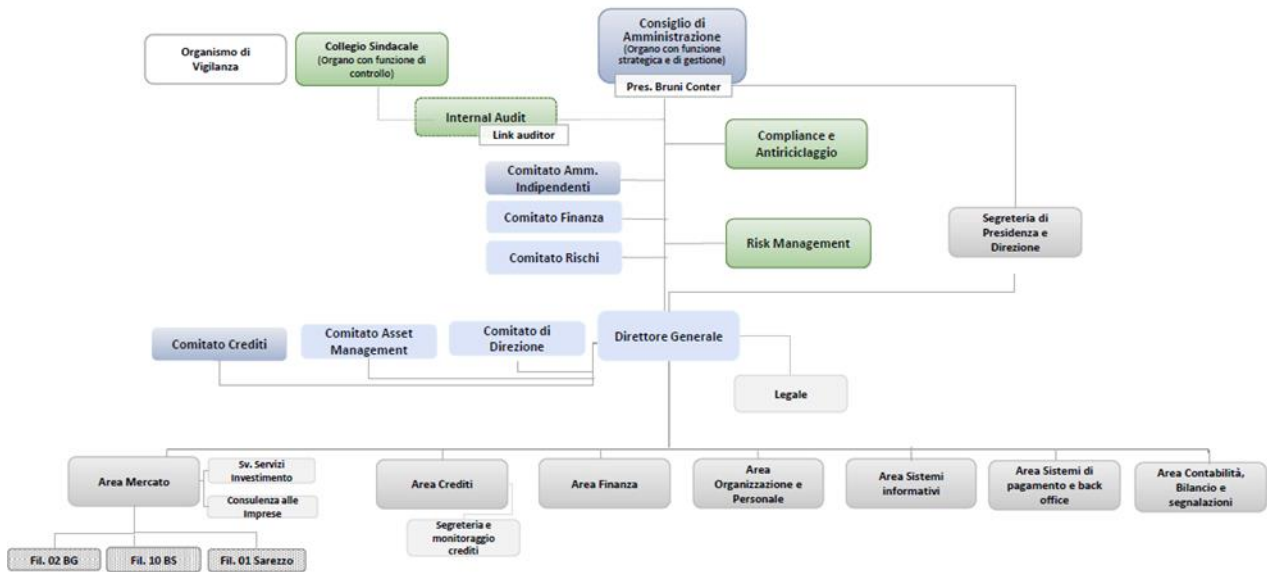 Consiglio di
Amministrazione
(Organo con funzione
strategica e di gestione)
Pres. Bruni Conter
Organismo di
Vigilanza
Collegio Sindacale
(Organo con funzione di
controllo)
Internal Audit
Link auditor
Compliance e
Antiriciclaggio
Comitato Amm.
Indipendenti
Comitato Finanza
Comitato Rischi
Risk Management
Segreteria di
Presidenza e
Direzione
Comitato Crediti
Comitato Asset
Management
Comitato di
Direzione
Direttore Generale
Legale
Area Mercato
Sv. Servizi
Investimento
Consulenza alle
Imprese
Area Crediti
Segreteria e
monitoraggio
crediti
Area Finanza
Area
Organizzazione e
Personale
Area Sistemi
informativi
Area Sistemi di
pagamento e back
office
Area Contabilità,
Bilancio e
segnalazioni
Fil. 02 BG
Fil. 10 BS
Fil. 01 Sarezzo